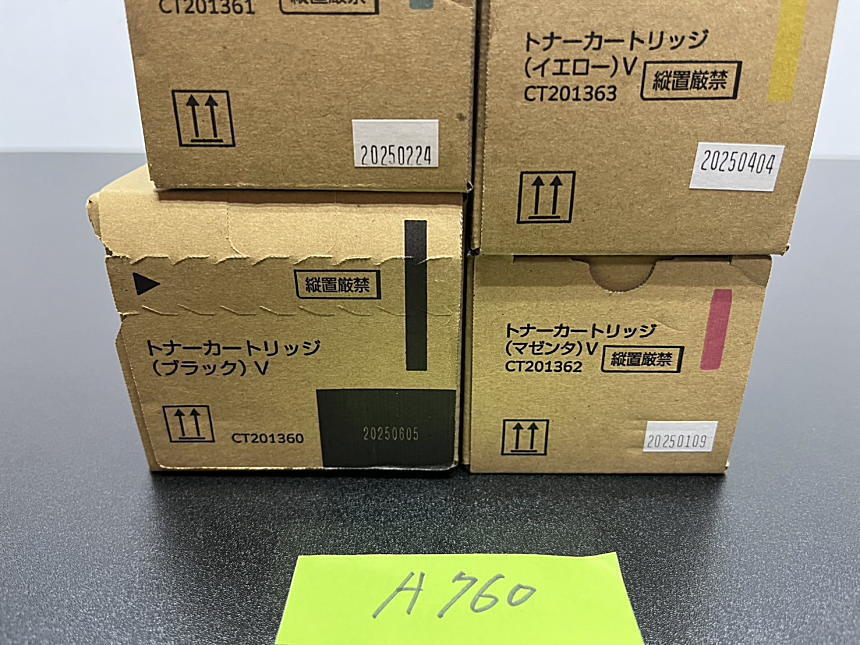 CT201361
縦置厳禁
20250224
トナーカートリッジ
(イエロー)V
縦置厳禁
CT201363
20250404
縦置厳禁
トナーカートリッジ
(ブラック)V
CT201360
20250605
トナーカートリッジ
(マゼンタ)V
縦置厳禁
CT201362
20250109
A760